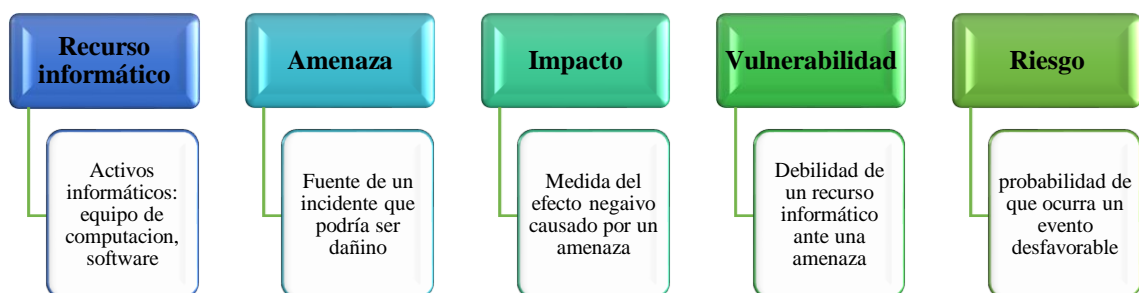 Recurso
informático
Activos
informáticos:
equipo de
computacion,
software
Amenaza
Fuente de un
incidente que
podría ser
dañino
Impacto
Medida del
efecto negaivo
causado por un
amenaza
Vulnerabilidad
Debilidad de
un recurso
informático
ante una
amenaza
Riesgo
probabilidad de
que ocurra un
evento
desfavorable